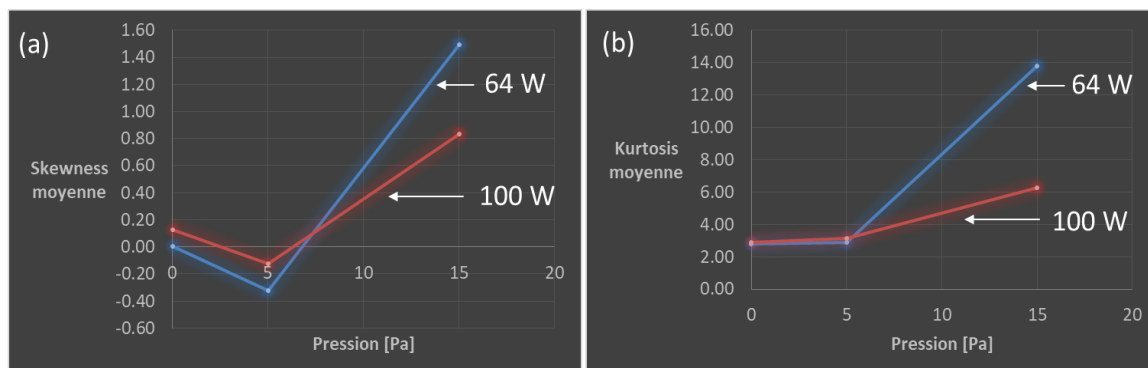 (a)
1.60
1.40
1.20
1.00
0.80
0.60
0.40
0.20
0.00
-0.20
-0.40
-0.60
Skewness
moyenne
64 W
100 W
0 5 10 15 20
Pression [Pa]
(b)
16.00
14.00
12.00
10.00
8.00
6.00
4.00
2.00
0.00
Kurtosis
moyenne
64 W
100 W
0 5 10 15 20
Pression [Pa]